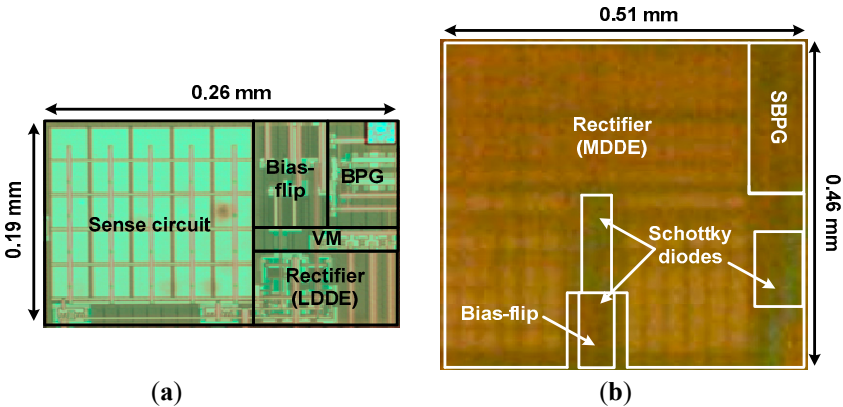 0.26 mm
0.19 mm
Sense circuit
Bias-
flip
BPG
VM
Rectifier
(LDDE)
(a)
0.51 mm
0.46 mm
Rectifier
(MDDE)
SBPG
Schottky
diodes
Bias-flip
(b)